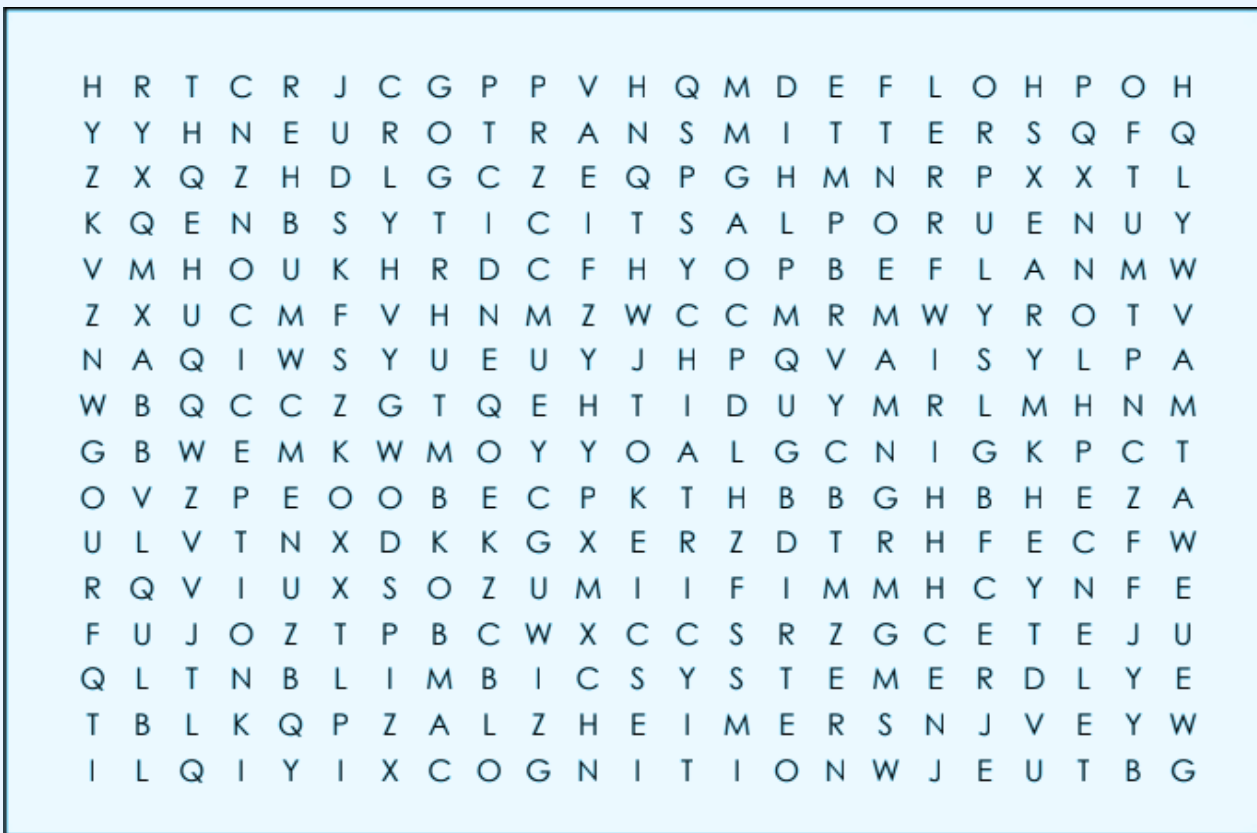 H R T C R J C G P P V H Q M D E F L O H P O H
Y Y H N E U R O T R A N S M I T T E R S Q F Q
Z X Q Z H D L G C Z E Q P G H M N R P X X T L
K Q E N B S Y T I C I T S A L P O R U E N U Y
V M H O U K H R D C F H Y O P B E F L A N M W
Z X U C M F V H N M Z W C C M R M W Y R O T V
N A Q I W S Y U E U Y J H P Q V A I S Y L P A
W B Q C C Z G T Q E H T I D U Y M R L M H N M
G B W E M K W M O Y Y O A L G C N I G K P C T
O V Z P E O O B E C P K T H B B G H B H E Z A
U L V T N X D K K G X E R Z D T R H F E C F W
R Q V I U X S O Z U M I I F I M M H C Y N F E
F U J O Z T P B C W X C C S R Z G C E T E J U
Q L T N B L I M B I C S Y S T E M E R D L Y E
T B L K Q P Z A L Z H E I M E R S N J V E Y W
I L Q I Y I X C O G N I T I O N W J E U T B G